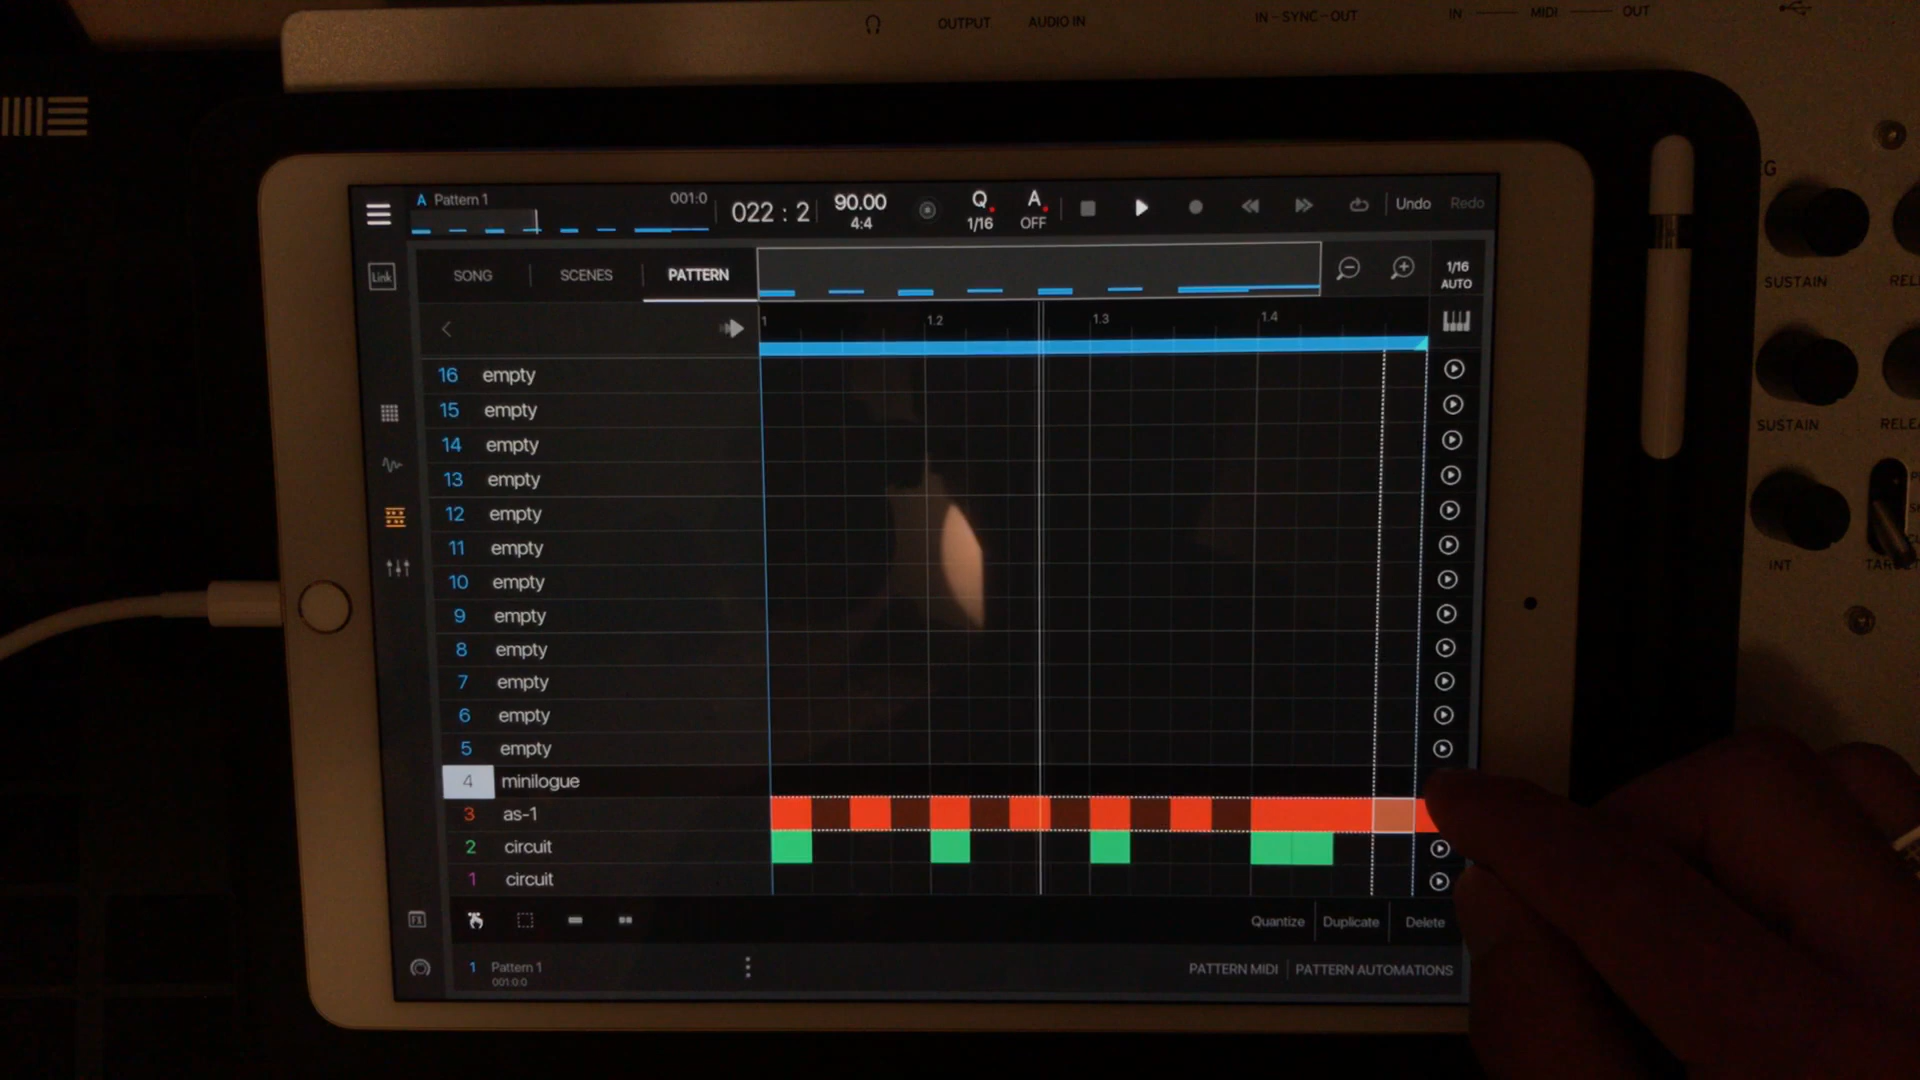 OUTPUT AUDIO IN IN-SYNC-OUT IN MIDI OUT
A Pattern 1 001:0
022 : 2
90.00
4:4
Q
1/16
A
OFF
Undo Redo
Link
SONG SCENES PATTERN
1/16
AUTO
1 1.2 1.3 1.4
16 empty
15 empty
14 empty
13 empty
12 empty
11 empty
10 empty
9 empty
8 empty
7 empty
6 empty
5 empty
4 minilogue
3 as-1
2 circuit
1 circuit
FX
Quantize Duplicate Delete
1 Pattern 1
001:0:0
PATTERN MIDI PATTERN AUTOMATIONS
SUSTAIN
SUSTAIN
INT